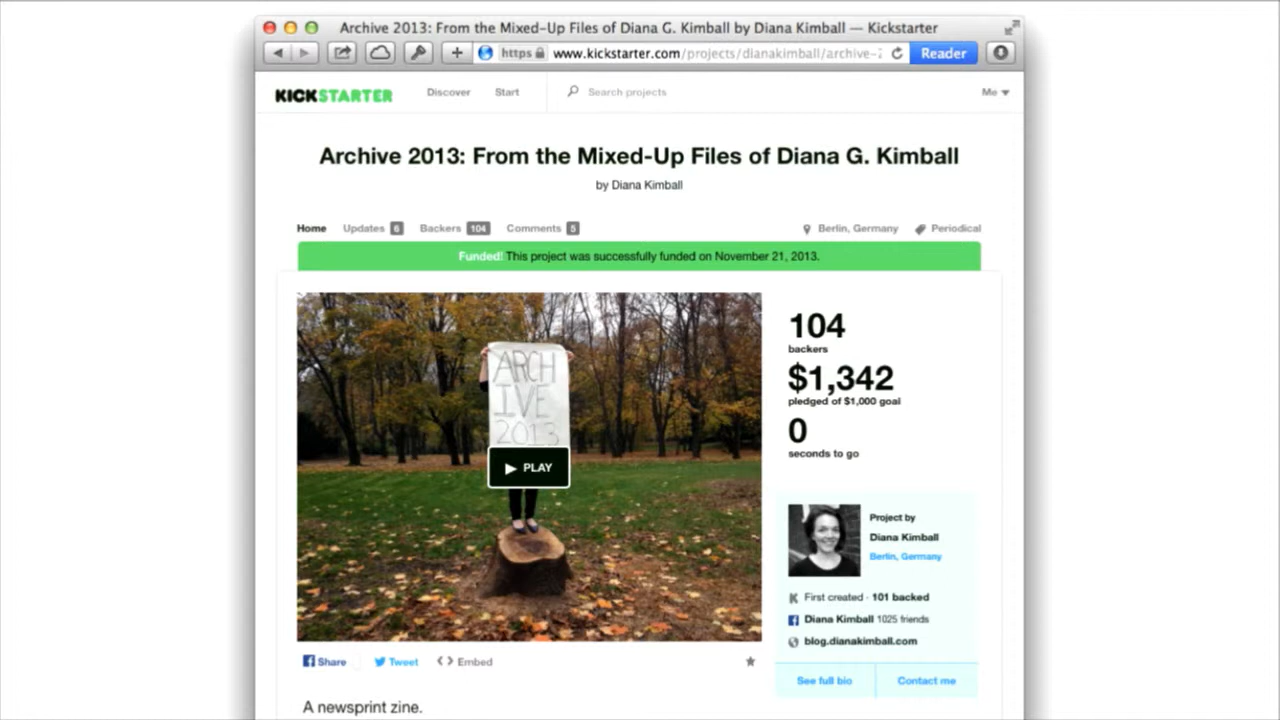 Archive 2013: From the Mixed-Up Files of Diana G. Kimball by Diana Kimball — Kickstarter
https www.kickstarter.com/projects/dianakimball/archive-2 Reader
KICKSTARTER Discover Start Search projects Me
Archive 2013: From the Mixed-Up Files of Diana G. Kimball
by Diana Kimball
Home Updates 6 Backers 104 Comments 5 Berlin, Germany Periodical
Funded! This project was successfully funded on November 21, 2013.
ARCH
IVE
2013
PLAY
104
backers
$1,342
pledged of $1,000 goal
0
seconds to go
Project by
Diana Kimball
Berlin, Germany
First created · 101 backed
Diana Kimball 1025 friends
blog.dianakimball.com
See full bio Contact me
Share Tweet Embed
A newsprint zine.